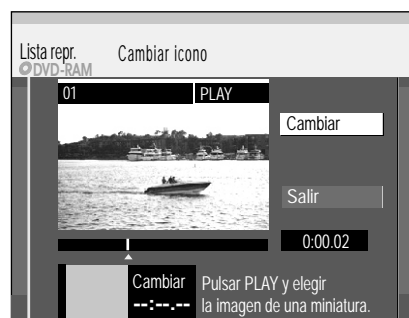 Lista repr. Cambiar icono
DVD-RAM
01 PLAY
Cambiar
Salir
0:00.02
Cambiar
--:--.--
Pulsar PLAY y elegir
la imagen de una miniatura.